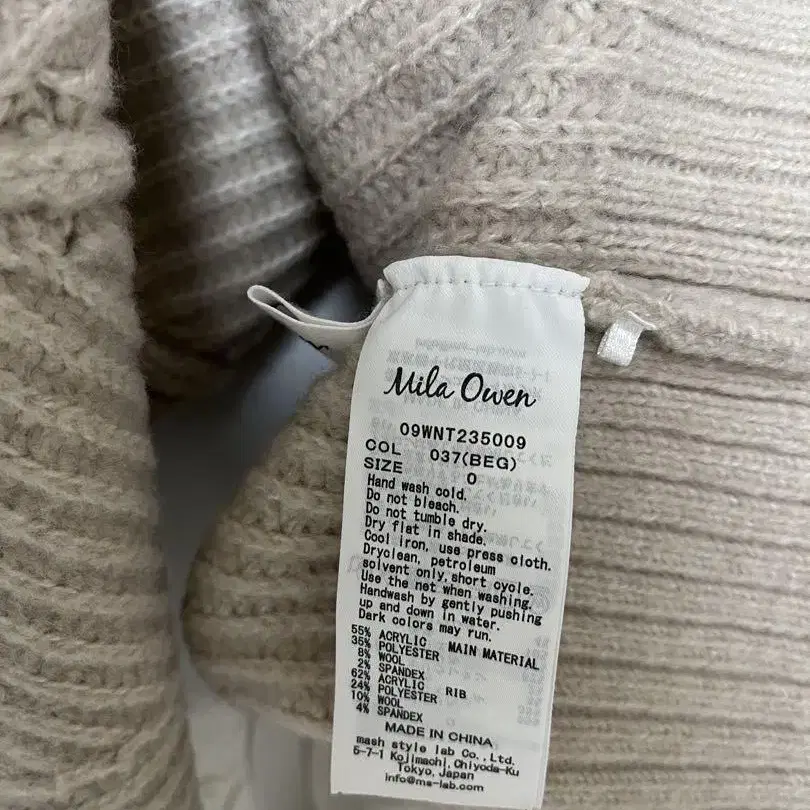 Mila Owen
09WNT235009
COL 037(BEG)
SIZE 0
Hand wash cold.
Do not bleach.
Do not tumble dry.
Dry flat in shade.
Cool iron, use press cloth.
Dryclean, petroleum
solvent only, short cycle.
Use the net when washing.
Handwash by gently pushing
up and down in water.
Dark colors may run.
55% ACRYLIC MAIN MATERIAL
35% POLYESTER
8% WOOL
2% SPANDEX
62% ACRYLIC RIB
24% POLYESTER
10% WOOL
4% SPANDEX
MADE IN CHINA
mash style lab Co., Ltd.
5-7-1 Kojimachi, Chiyoda-Ku
Tokyo, Japan
info@ms-lab.com